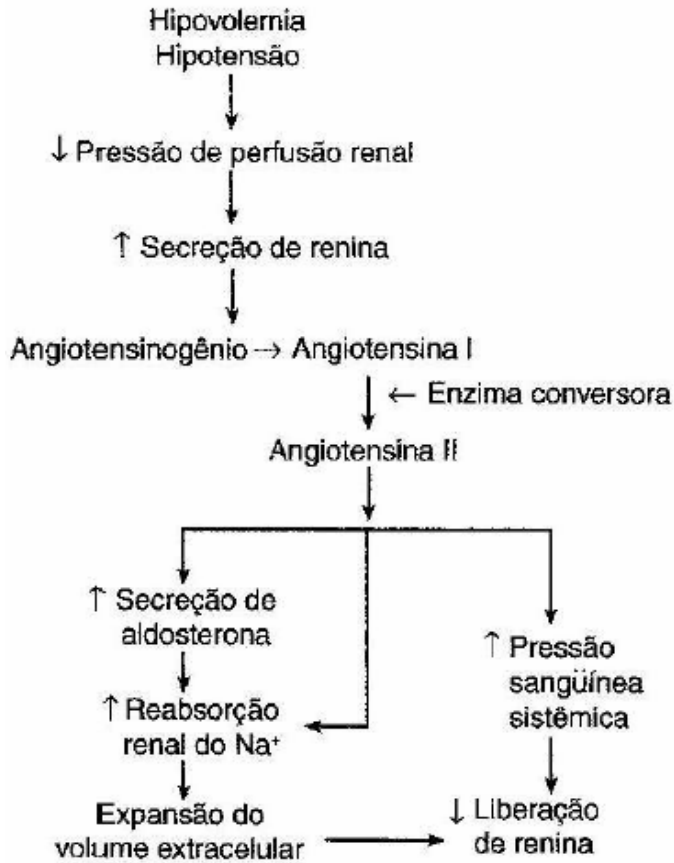 Hipovolemia
Hipotensão
↓ Pressão de perfusão renal
↑ Secreção de renina
Angiotensinogênio → Angiotensina I
← Enzima conversora
Angiotensina II
↑ Secreção de
aldosterona
↑ Reabsorção
renal do Na⁺
Expansão do
volume extracelular
↑ Pressão
sangüínea
sistêmica
↓ Liberação
de renina